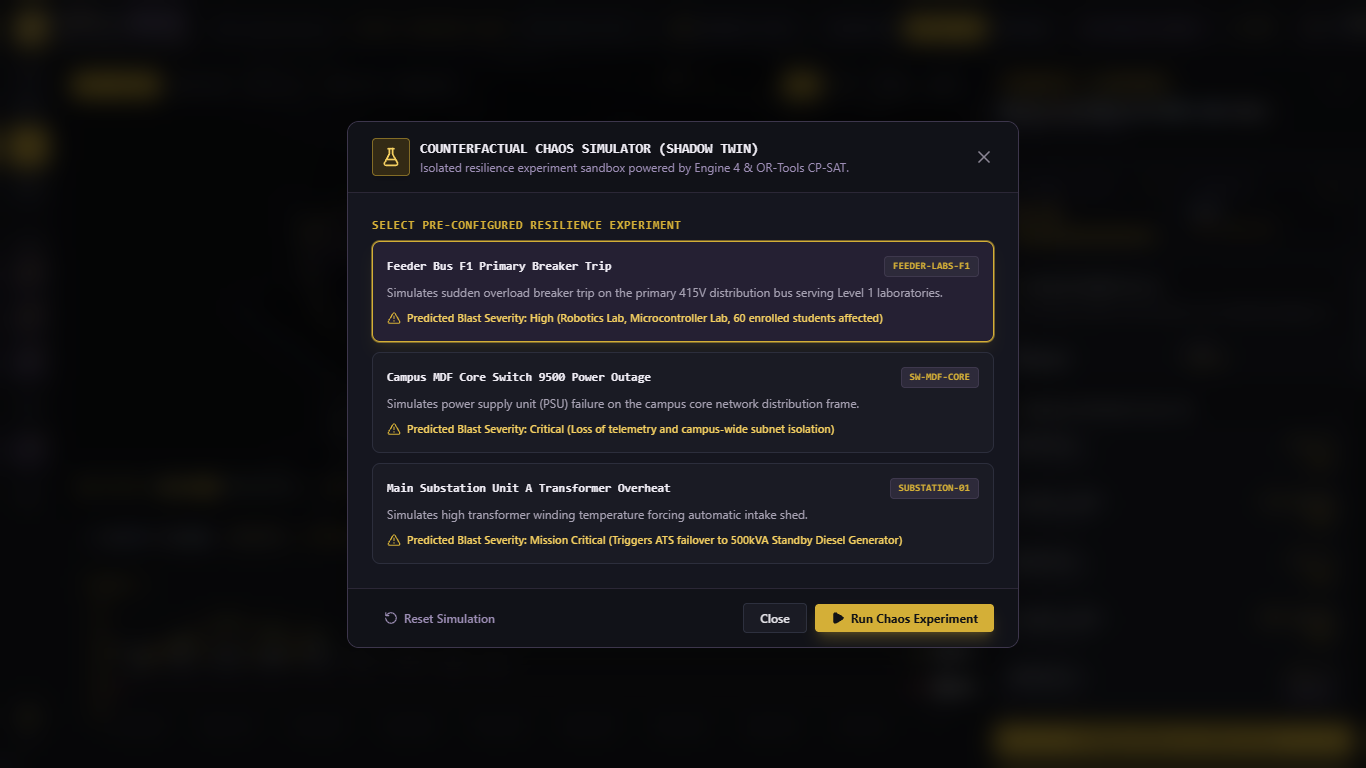 COUNTERFACTUAL CHAOS SIMULATOR (SHADOW TWIN)
Isolated resilience experiment sandbox powered by Engine 4 & OR-Tools CP-SAT.
SELECT PRE-CONFIGURED RESILIENCE EXPERIMENT
Feeder Bus F1 Primary Breaker Trip
FEEDER-LABS-F1
Simulates sudden overload breaker trip on the primary 415V distribution bus serving Level 1 laboratories.
Predicted Blast Severity: High (Robotics Lab, Microcontroller Lab, 60 enrolled students affected)
Campus MDF Core Switch 9500 Power Outage
SW-MDF-CORE
Simulates power supply unit (PSU) failure on the campus core network distribution frame.
Predicted Blast Severity: Critical (Loss of telemetry and campus-wide subnet isolation)
Main Substation Unit A Transformer Overheat
SUBSTATION-01
Simulates high transformer winding temperature forcing automatic intake shed.
Predicted Blast Severity: Mission Critical (Triggers ATS failover to 500kVA Standby Diesel Generator)
Reset Simulation
Close
Run Chaos Experiment